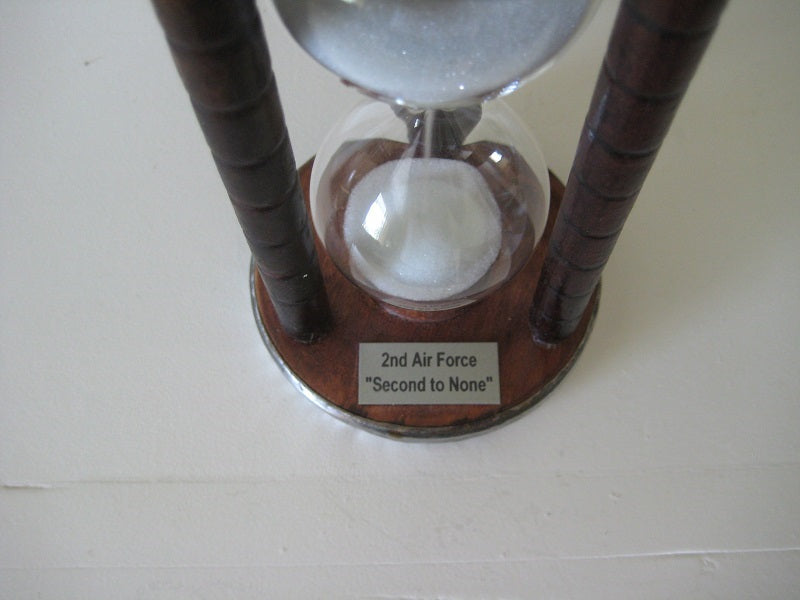 2nd Air Force
"Second to None"